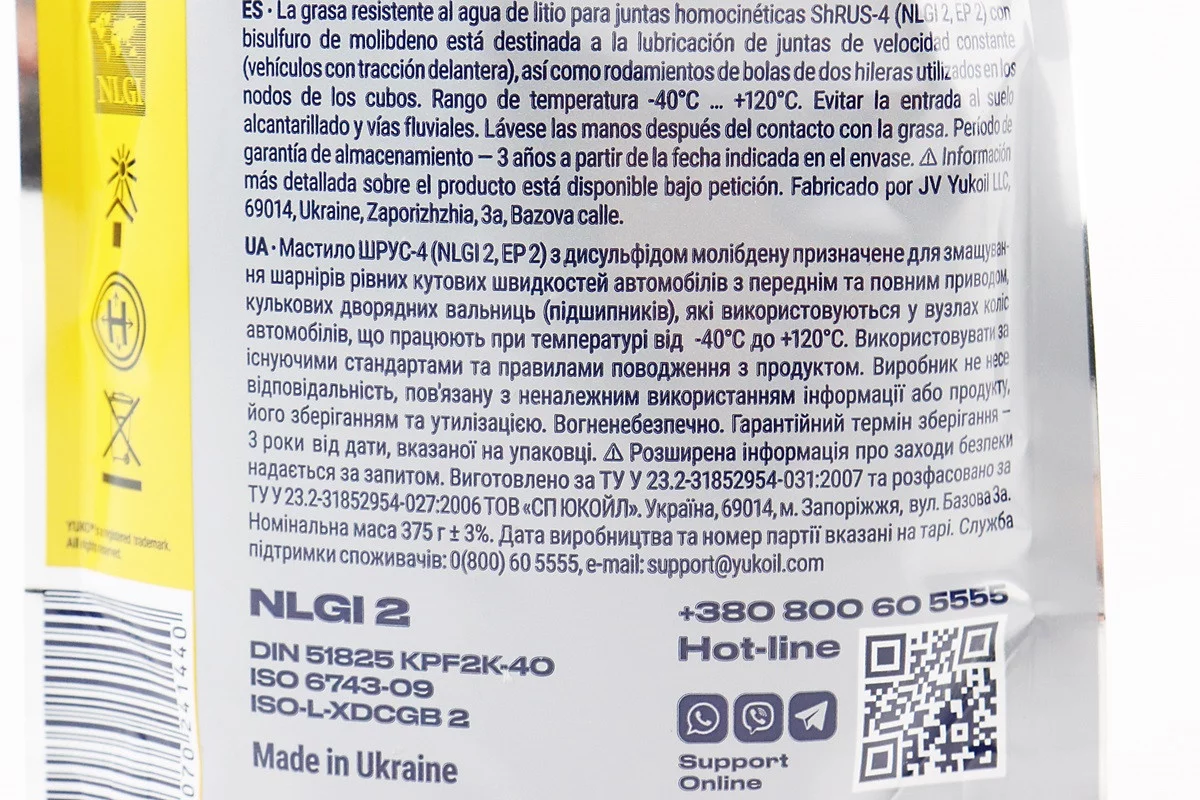 ES · La grasa resistente al agua de litio para juntas homocinéticas ShRUS-4 (NLGI 2, EP 2) con
bisulfuro de molibdeno está destinada a la lubricación de juntas de velocidad constante
(vehículos con tracción delantera), así como rodamientos de bolas de dos hileras utilizados en los
nodos de los cubos. Rango de temperatura -40°C ... +120°C. Evitar la entrada al suelo
alcantarillado y vías fluviales. Lávese las manos después del contacto con la grasa. Período de
garantía de almacenamiento — 3 años a partir de la fecha indicada en el envase. ⚠ Información
más detallada sobre el producto está disponible bajo petición. Fabricado por JV Yukoil LLC,
69014, Ukraine, Zaporizhzhia, 3a, Bazova calle.
UA · Мастило ШРУС-4 (NLGI 2, EP 2) з дисульфідом молібдену призначене для змащуван-
ня шарнірів рівних кутових швидкостей автомобілів з переднім та повним приводом,
кулькових дворядних вальниць (підшипників), які використовуються у вузлах коліс
автомобілів, що працюють при температурі від -40°C до +120°C. Використовувати за
існуючими стандартами та правилами поводження з продуктом. Виробник не несе
відповідальність, пов'язану з неналежним використанням інформації або продукту,
його зберіганням та утилізацією. Вогненебезпечно. Гарантійний термін зберігання –
3 роки від дати, вказаної на упаковці. ⚠ Розширена інформація про заходи безпеки
надається за запитом. Виготовлено за ТУ У 23.2-31852954-031:2007 та розфасовано за
ТУ У 23.2-31852954-027:2006 ТОВ «СП ЮКОЙЛ». Україна, 69014, м. Запоріжжя, вул. Базова 3а.
Номінальна маса 375 г ± 3%. Дата виробництва та номер партії вказані на тарі. Служба
підтримки споживачів: 0(800) 60 5555, e-mail: support@yukoil.com
NLGI
H
YUKO® is registered trademark.
All rights reserved.
070241440
NLGI 2
DIN 51825 KPF2K-40
ISO 6743-09
ISO-L-XDCGB 2
Made in Ukraine
+380 800 60 5555
Hot-line
Support
Online